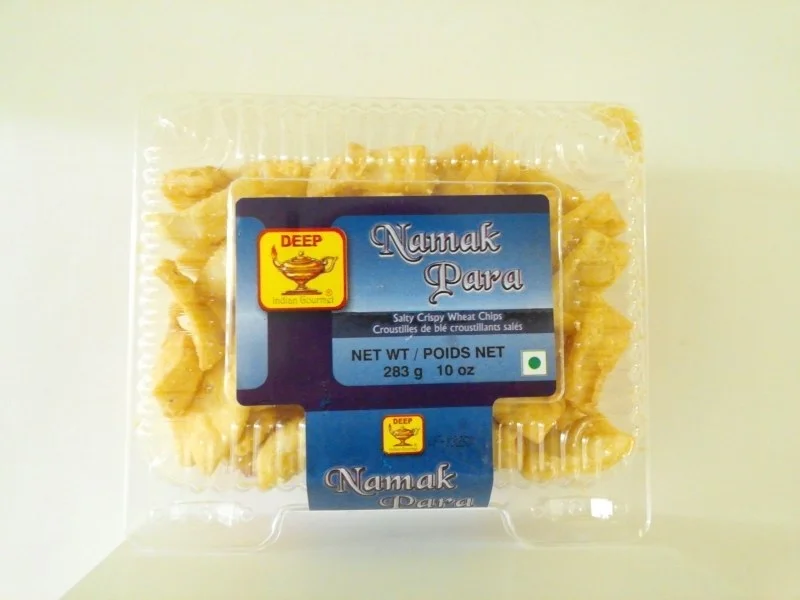 DEEP
Indian Gourmet
®
Namak
Para
Salty Crispy Wheat Chips
Croustilles de blé croustillants salés
NET WT / POIDS NET
283 g 10 oz
DEEP
Namak
Para